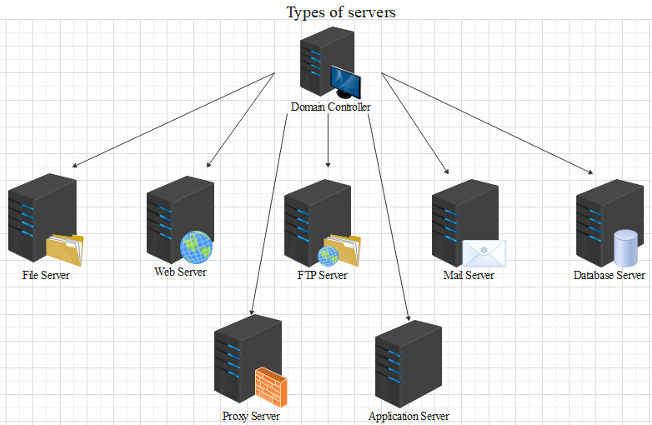 Types of servers
Domain Controller
File Server
Web Server
FTP Server
Mail Server
Database Server
Proxy Server
Application Server